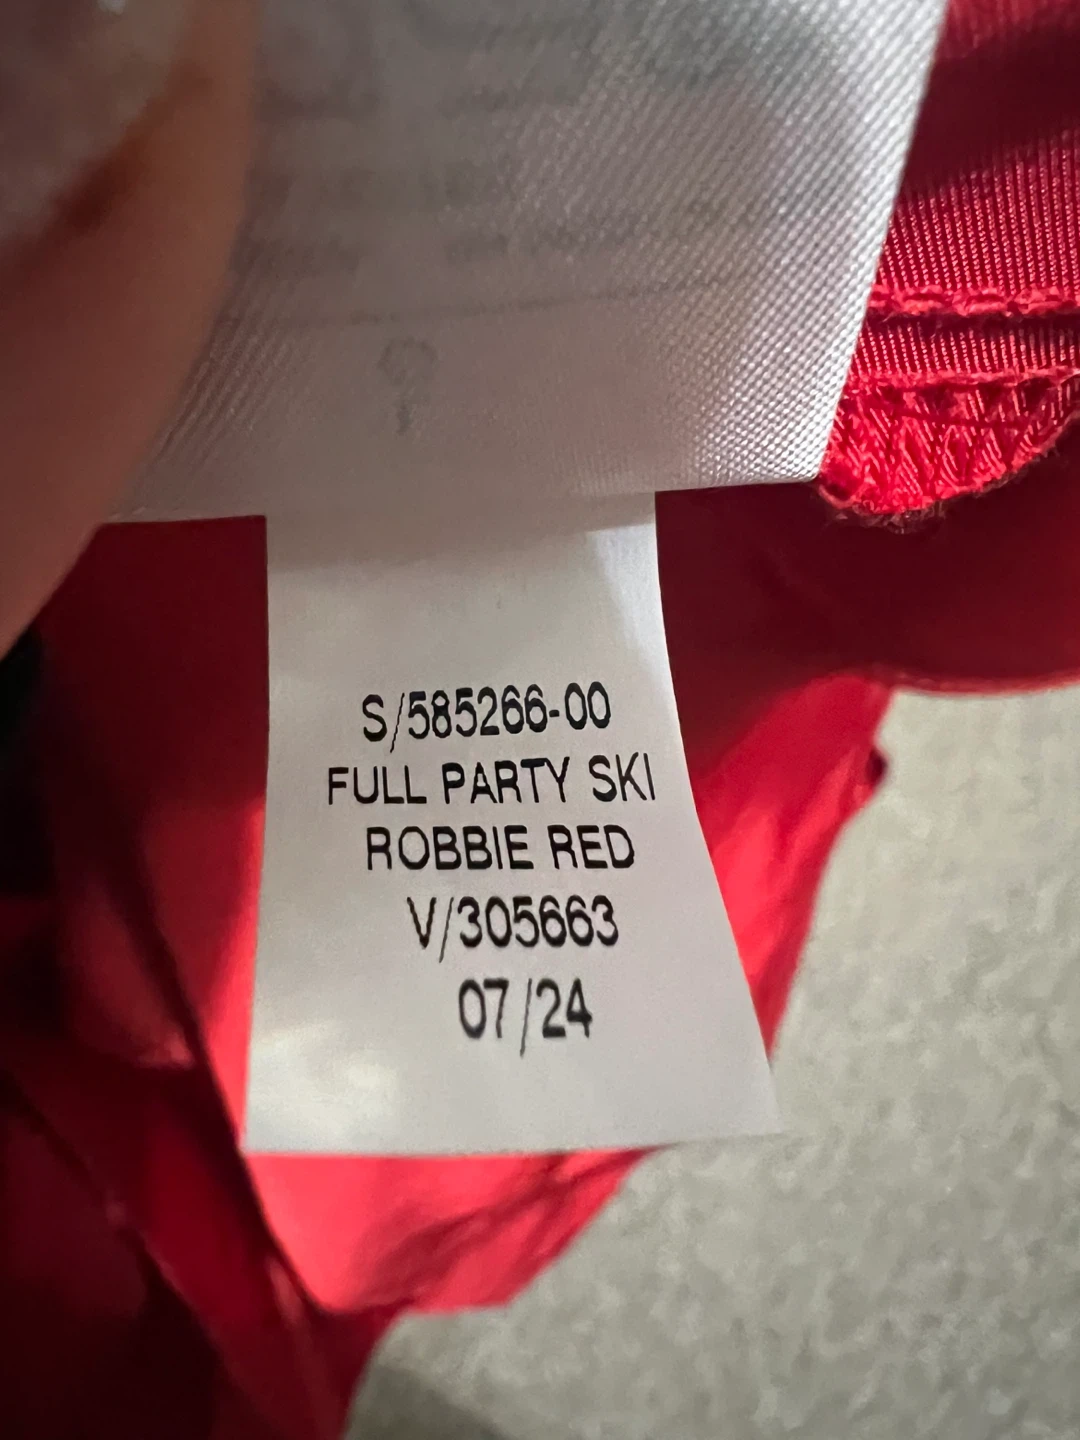 S/585266-00
FULL PARTY SKI
ROBBIE RED
V/305663
07/24